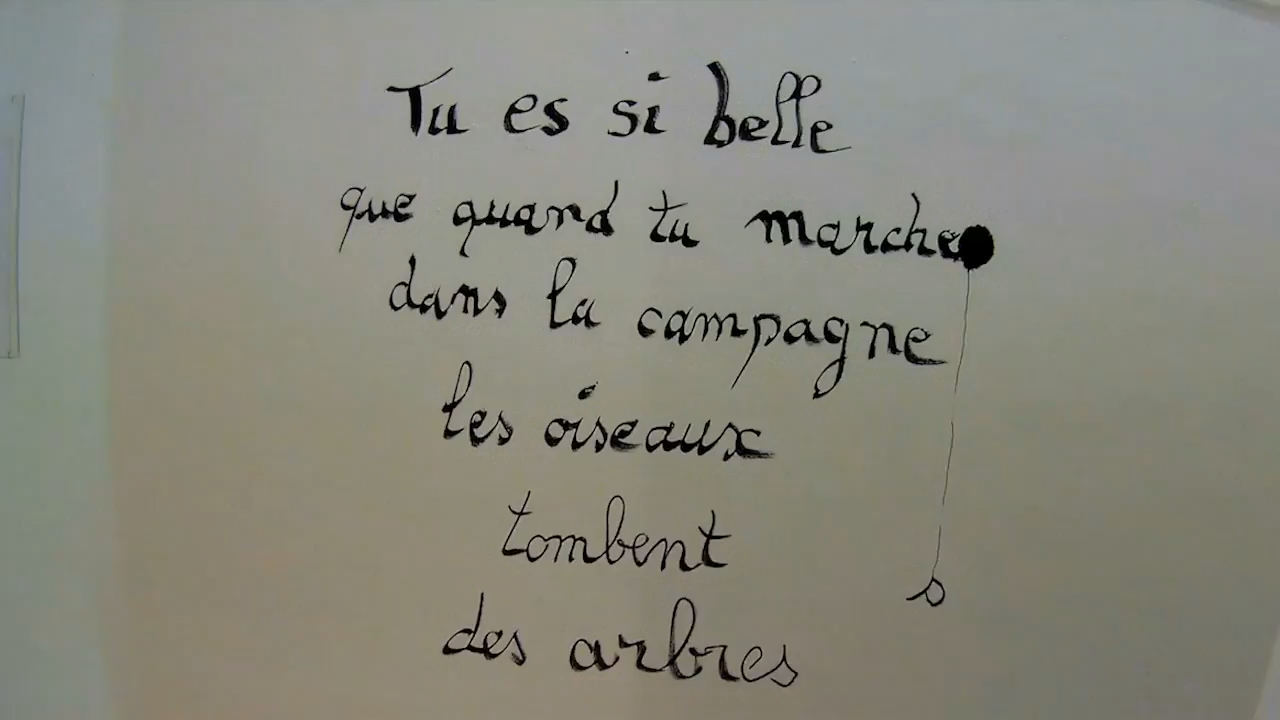 Tu es si belle
que quand tu marche
dans la campagne
les oiseaux
tombent
s
des arbres